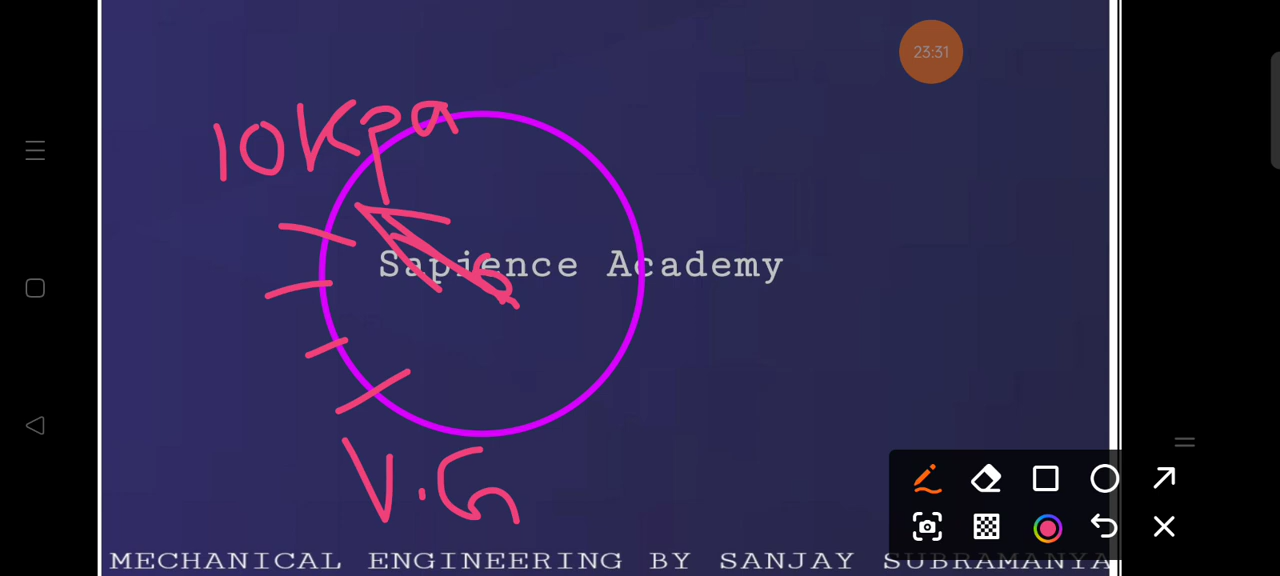 23:31
10Kpa
Sapience Academy
V.G
MECHANICAL ENGINEERING BY SANJAY SUBRAMANYA